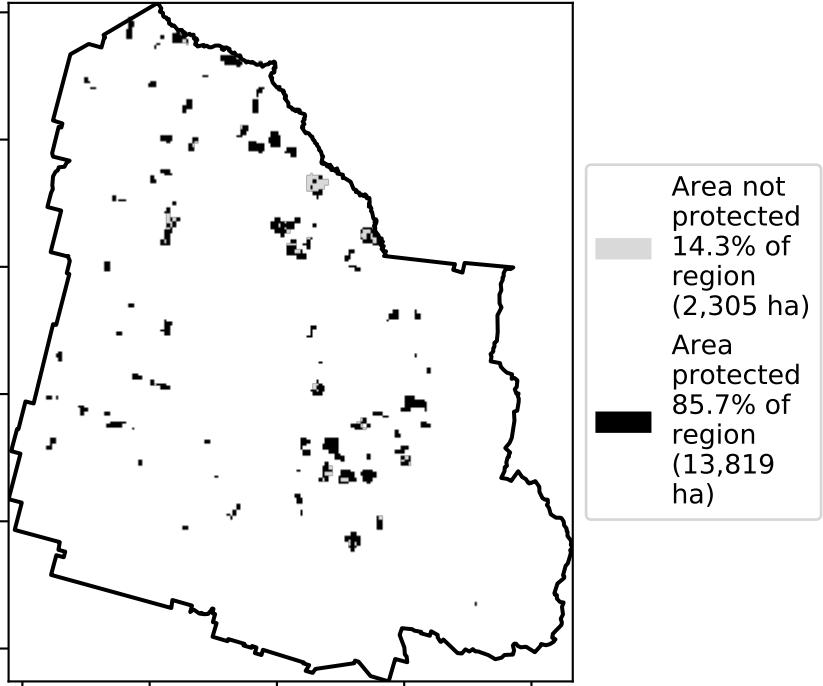 Area not
protected
14.3% of
region
(2,305 ha)
Area
protected
85.7% of
region
(13,819
ha)